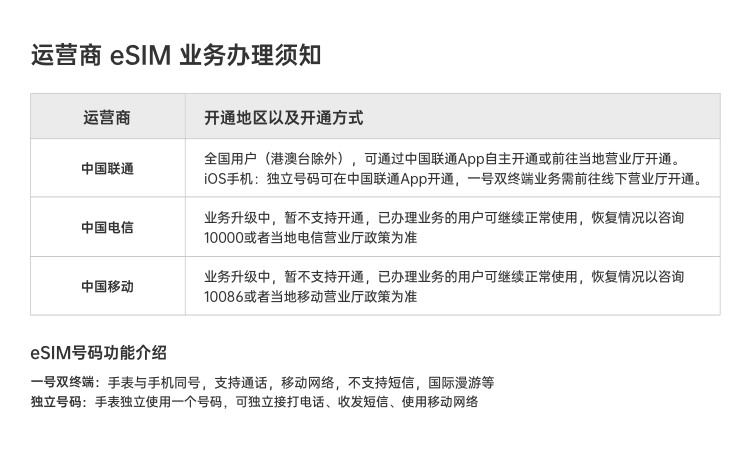 运营商 eSIM 业务办理须知
运营商
开通地区以及开通方式
中国联通
全国用户（港澳台除外），可通过中国联通App自主开通或前往当地营业厅开通。
iOS手机：独立号码可在中国联通App开通，一号双终端业务需前往线下营业厅开通。
中国电信
业务升级中，暂不支持开通，已办理业务的用户可继续正常使用，恢复情况以咨询
10000或者当地电信营业厅政策为准
中国移动
业务升级中，暂不支持开通，已办理业务的用户可继续正常使用，恢复情况以咨询
10086或者当地移动营业厅政策为准
eSIM号码功能介绍
一号双终端：手表与手机同号，支持通话，移动网络，不支持短信，国际漫游等
独立号码：手表独立使用一个号码，可独立接打电话、收发短信、使用移动网络